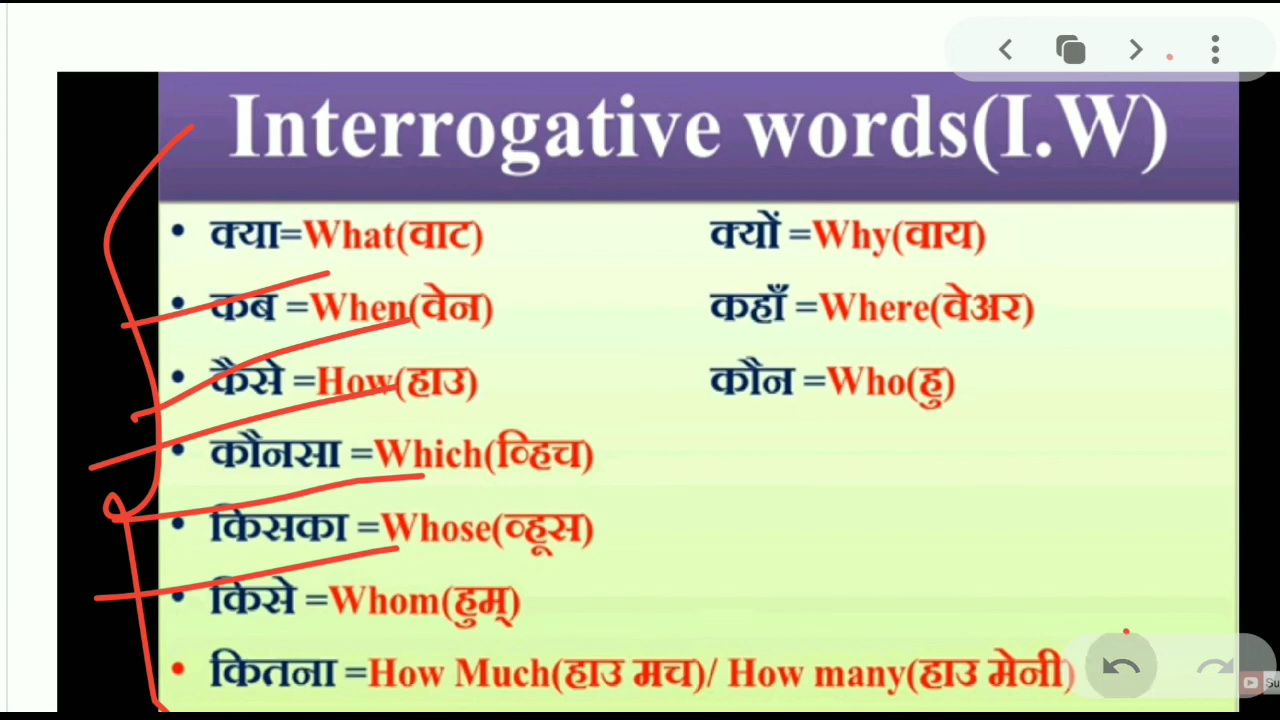 Interrogative words(I.W)
• क्या=What(वाट) क्यों =Why(वाय)
• कब =When(वेन) कहाँ =Where(वेअर)
• कैसे =How(हाउ) कौन =Who(हु)
• कौनसा =Which(व्हिच)
• किसका =Whose(व्हूस)
• किसे =Whom(हुम्)
• कितना =How Much(हाउ मच)/ How many(हाउ मेनी)
Su